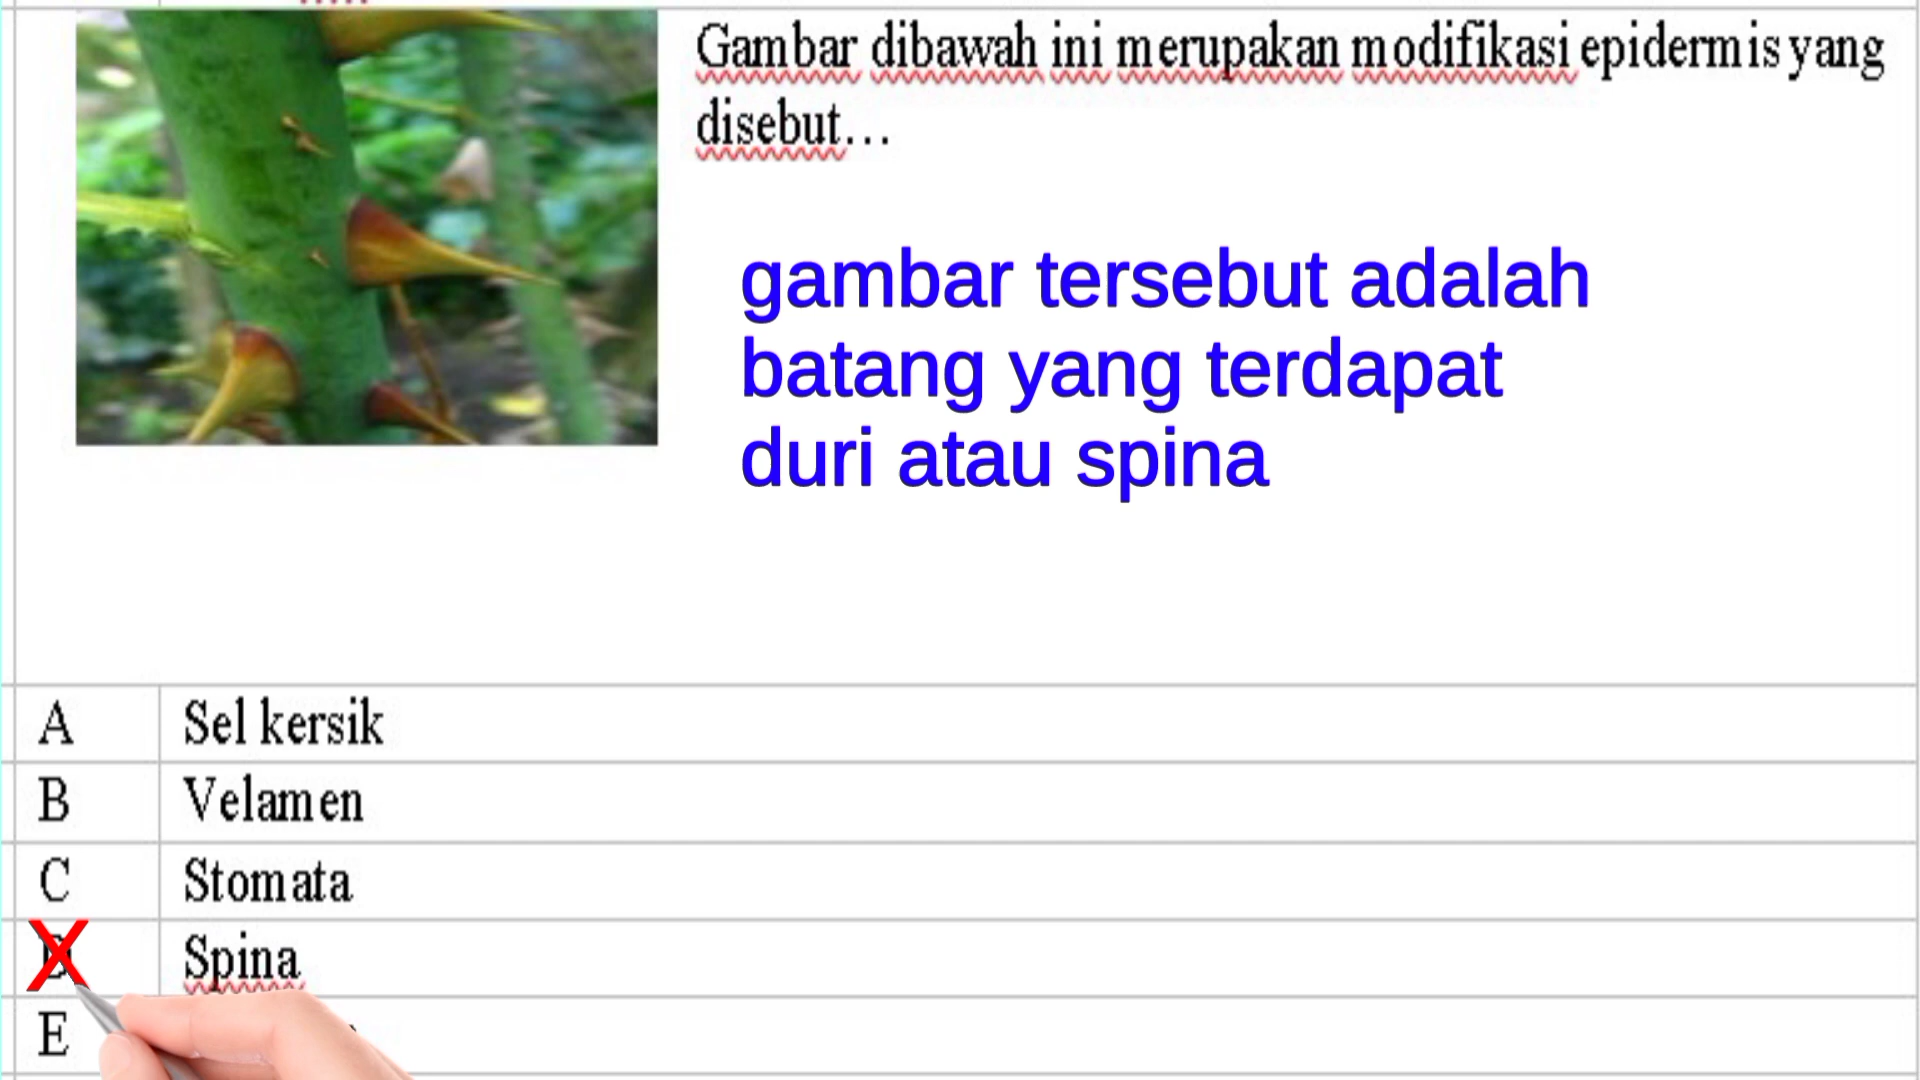 Gambar dibawah ini merupakan modifikasi epidermis yang
disebut...
gambar tersebut adalah
batang yang terdapat
duri atau spina
A Sel kersik
B Velamen
C Stomata
X
D Spina
E